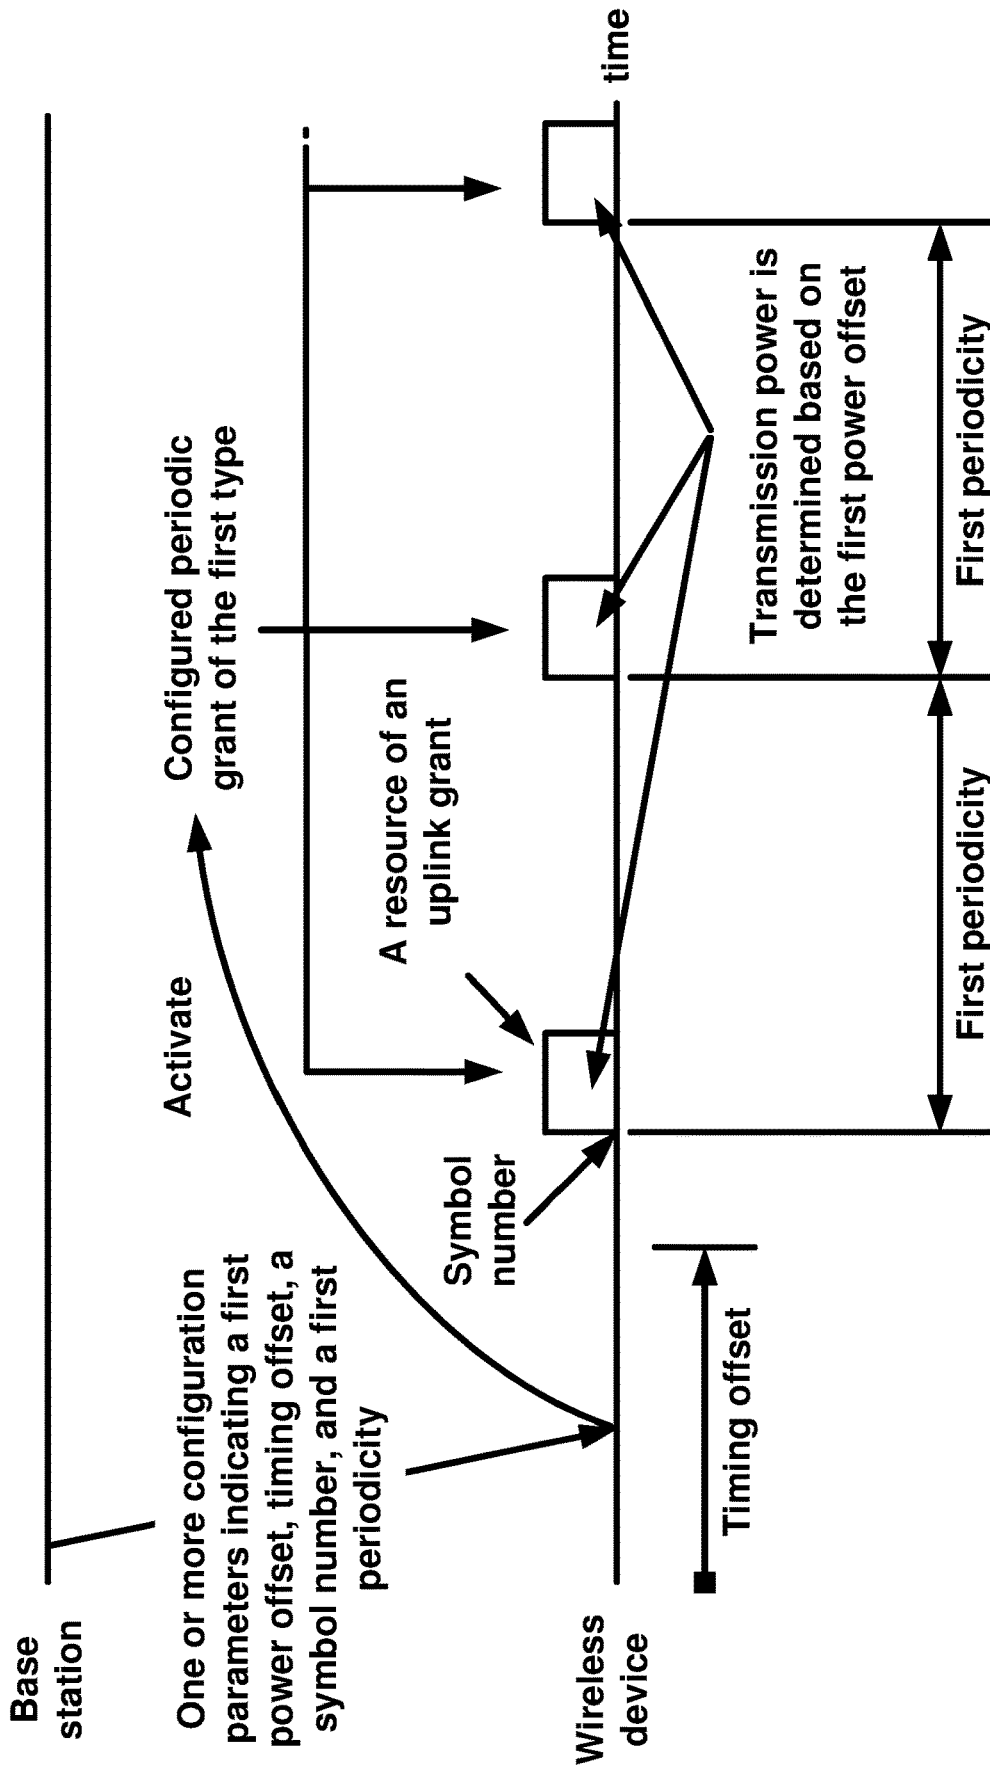 Base
station
One or more configuration
parameters indicating a first
power offset, timing offset, a
symbol number, and a first
periodicity
Activate
Configured periodic
grant of the first type
A resource of an
uplink grant
Symbol
number
Wireless
device
time
Timing offset
Transmission power is
determined based on
the first power offset
First periodicity
First periodicity